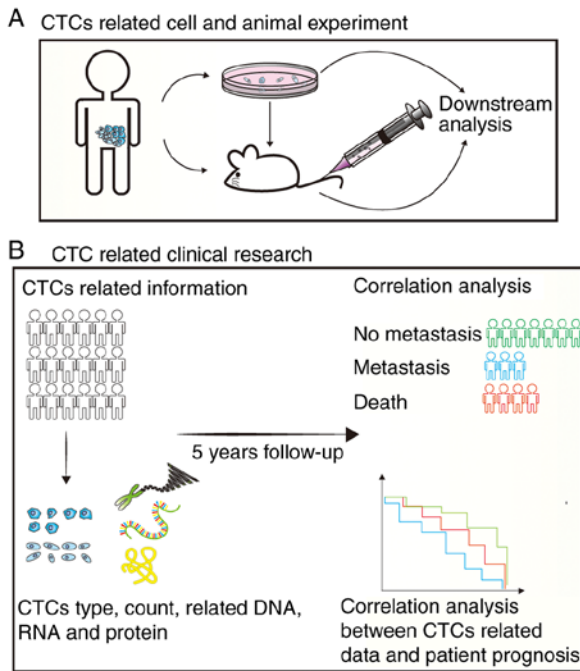 A
CTCs related cell and animal experiment
Downstream
analysis
B
CTC related clinical research
CTCs related information
Correlation analysis
No metastasis
Metastasis
Death
5 years follow-up
CTCs type, count, related DNA,
RNA and protein
Correlation analysis
between CTCs related
data and patient prognosis